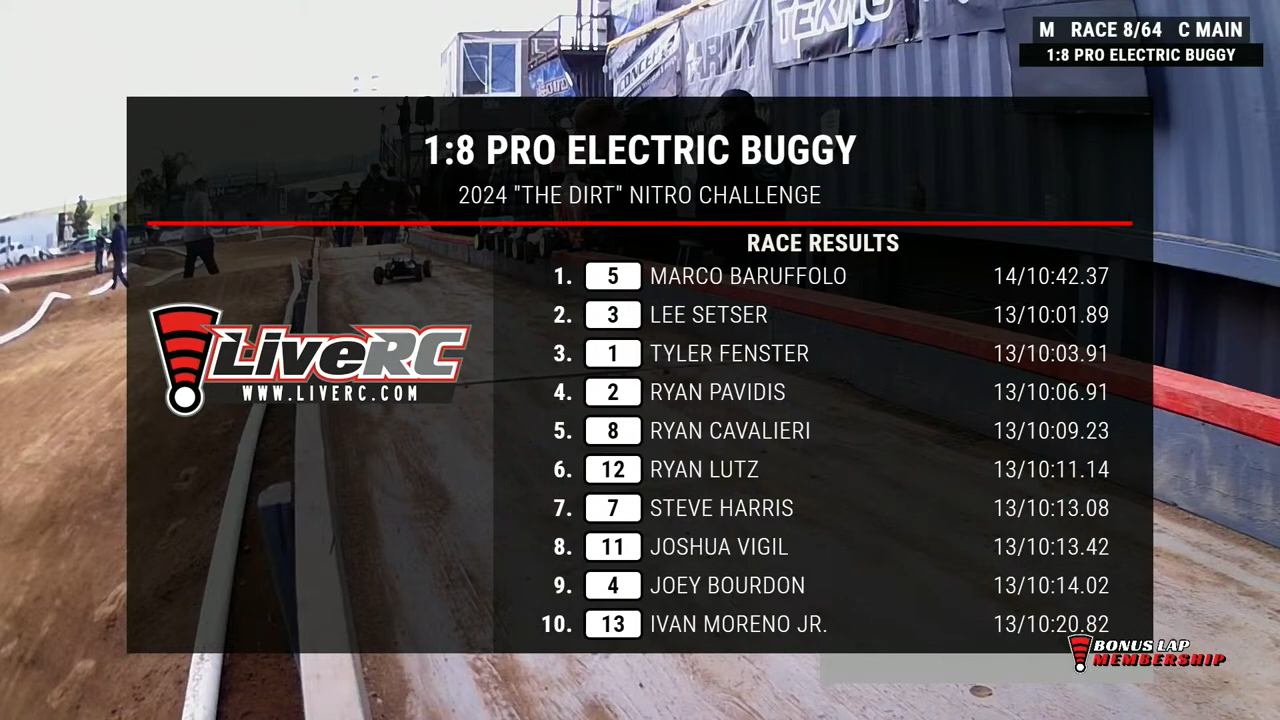 M RACE 8/64 C MAIN
1:8 PRO ELECTRIC BUGGY
TEKNO
CONCEPTS
ARMY
1:8 PRO ELECTRIC BUGGY
2024 "THE DIRT" NITRO CHALLENGE
RACE RESULTS
1. 5 MARCO BARUFFOLO 14/10:42.37
2. 3 LEE SETSER 13/10:01.89
3. 1 TYLER FENSTER 13/10:03.91
4. 2 RYAN PAVIDIS 13/10:06.91
5. 8 RYAN CAVALIERI 13/10:09.23
6. 12 RYAN LUTZ 13/10:11.14
7. 7 STEVE HARRIS 13/10:13.08
8. 11 JOSHUA VIGIL 13/10:13.42
9. 4 JOEY BOURDON 13/10:14.02
10. 13 IVAN MORENO JR. 13/10:20.82
LiveRC
WWW.LIVERC.COM
BONUS LAP
MEMBERSHIP